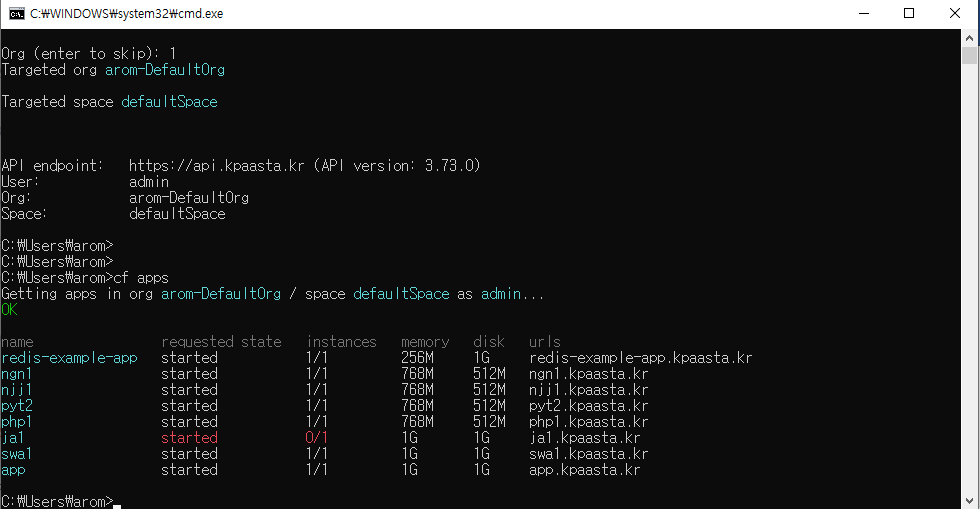 C:₩WINDOWS₩system32₩cmd.exe
Org (enter to skip): 1
Targeted org arom-DefaultOrg
Targeted space defaultSpace
API endpoint:   https://api.kpaasta.kr (API version: 3.73.0)
User:           admin
Org:            arom-DefaultOrg
Space:          defaultSpace
C:₩Users₩arom>
C:₩Users₩arom>
C:₩Users₩arom>cf apps
Getting apps in org arom-DefaultOrg / space defaultSpace as admin...
OK
name                requested state   instances   memory   disk   urls
redis-example-app   started           1/1         256M     1G     redis-example-app.kpaasta.kr
ngn1                started           1/1         768M     512M   ngn1.kpaasta.kr
njj1                started           1/1         768M     512M   njj1.kpaasta.kr
pyt2                started           1/1         768M     512M   pyt2.kpaasta.kr
php1                started           1/1         768M     512M   php1.kpaasta.kr
ja1                 started           0/1         1G       1G     ja1.kpaasta.kr
swa1                started           1/1         1G       1G     swa1.kpaasta.kr
app                 started           1/1         1G       1G     app.kpaasta.kr
C:₩Users₩arom>